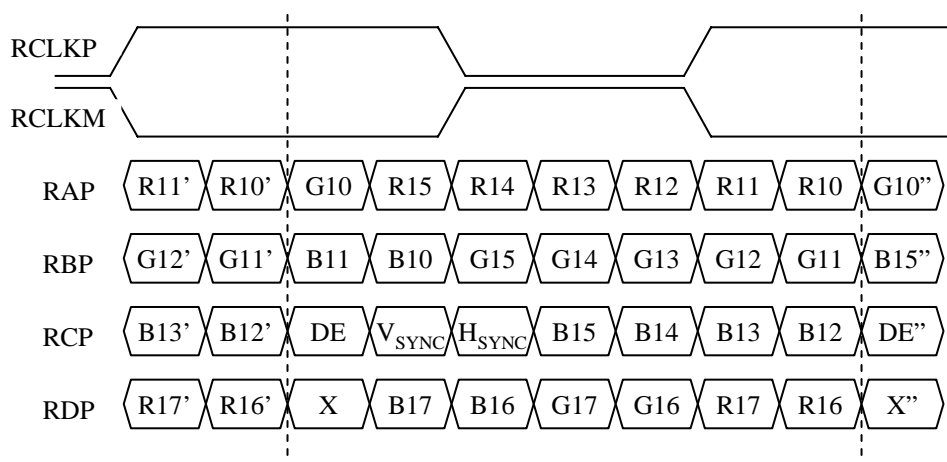 RCLKP
RCLKM
RAP R11’ R10’ G10 R15 R14 R13 R12 R11 R10 G10”
RBP G12’ G11’ B11 B10 G15 G14 G13 G12 G11 B15”
RCP B13’ B12’ DE VSYNC HSYNC B15 B14 B13 B12 DE”
RDP R17’ R16’ X B17 B16 G17 G16 R17 R16 X”